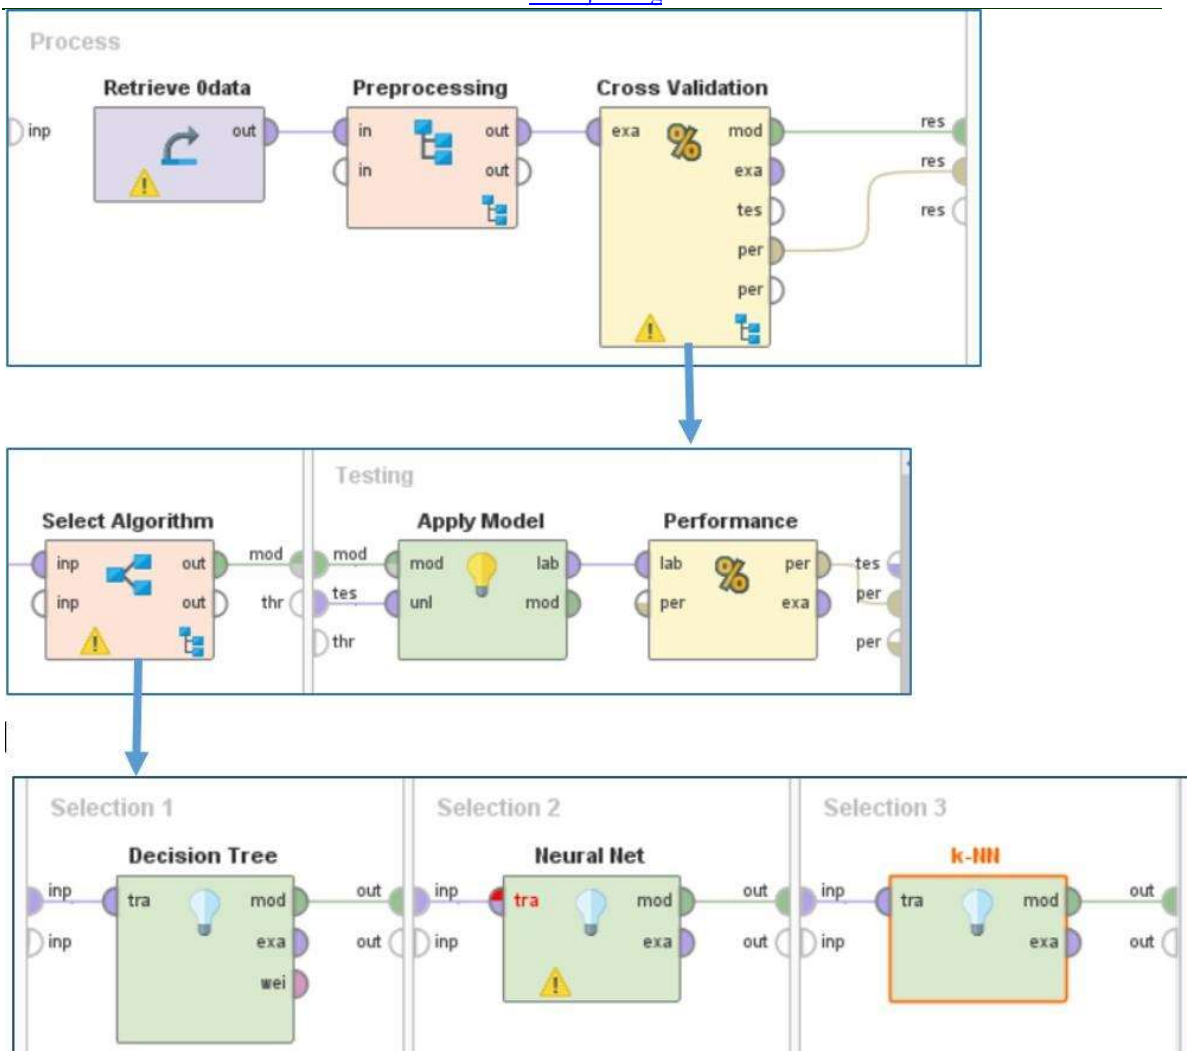 Process
Retrieve 0data Preprocessing Cross Validation
inp out in out exa mod res
in out exa res
tes res
per
per
Testing
Select Algorithm Apply Model Performance
inp out mod mod mod lab lab per tes
inp out thr tes unl mod per exa per
thr per
Selection 1 Selection 2 Selection 3
Decision Tree Neural Net k-NN
inp tra mod out inp tra mod out inp tra mod out
inp exa out inp exa out inp exa out
wei